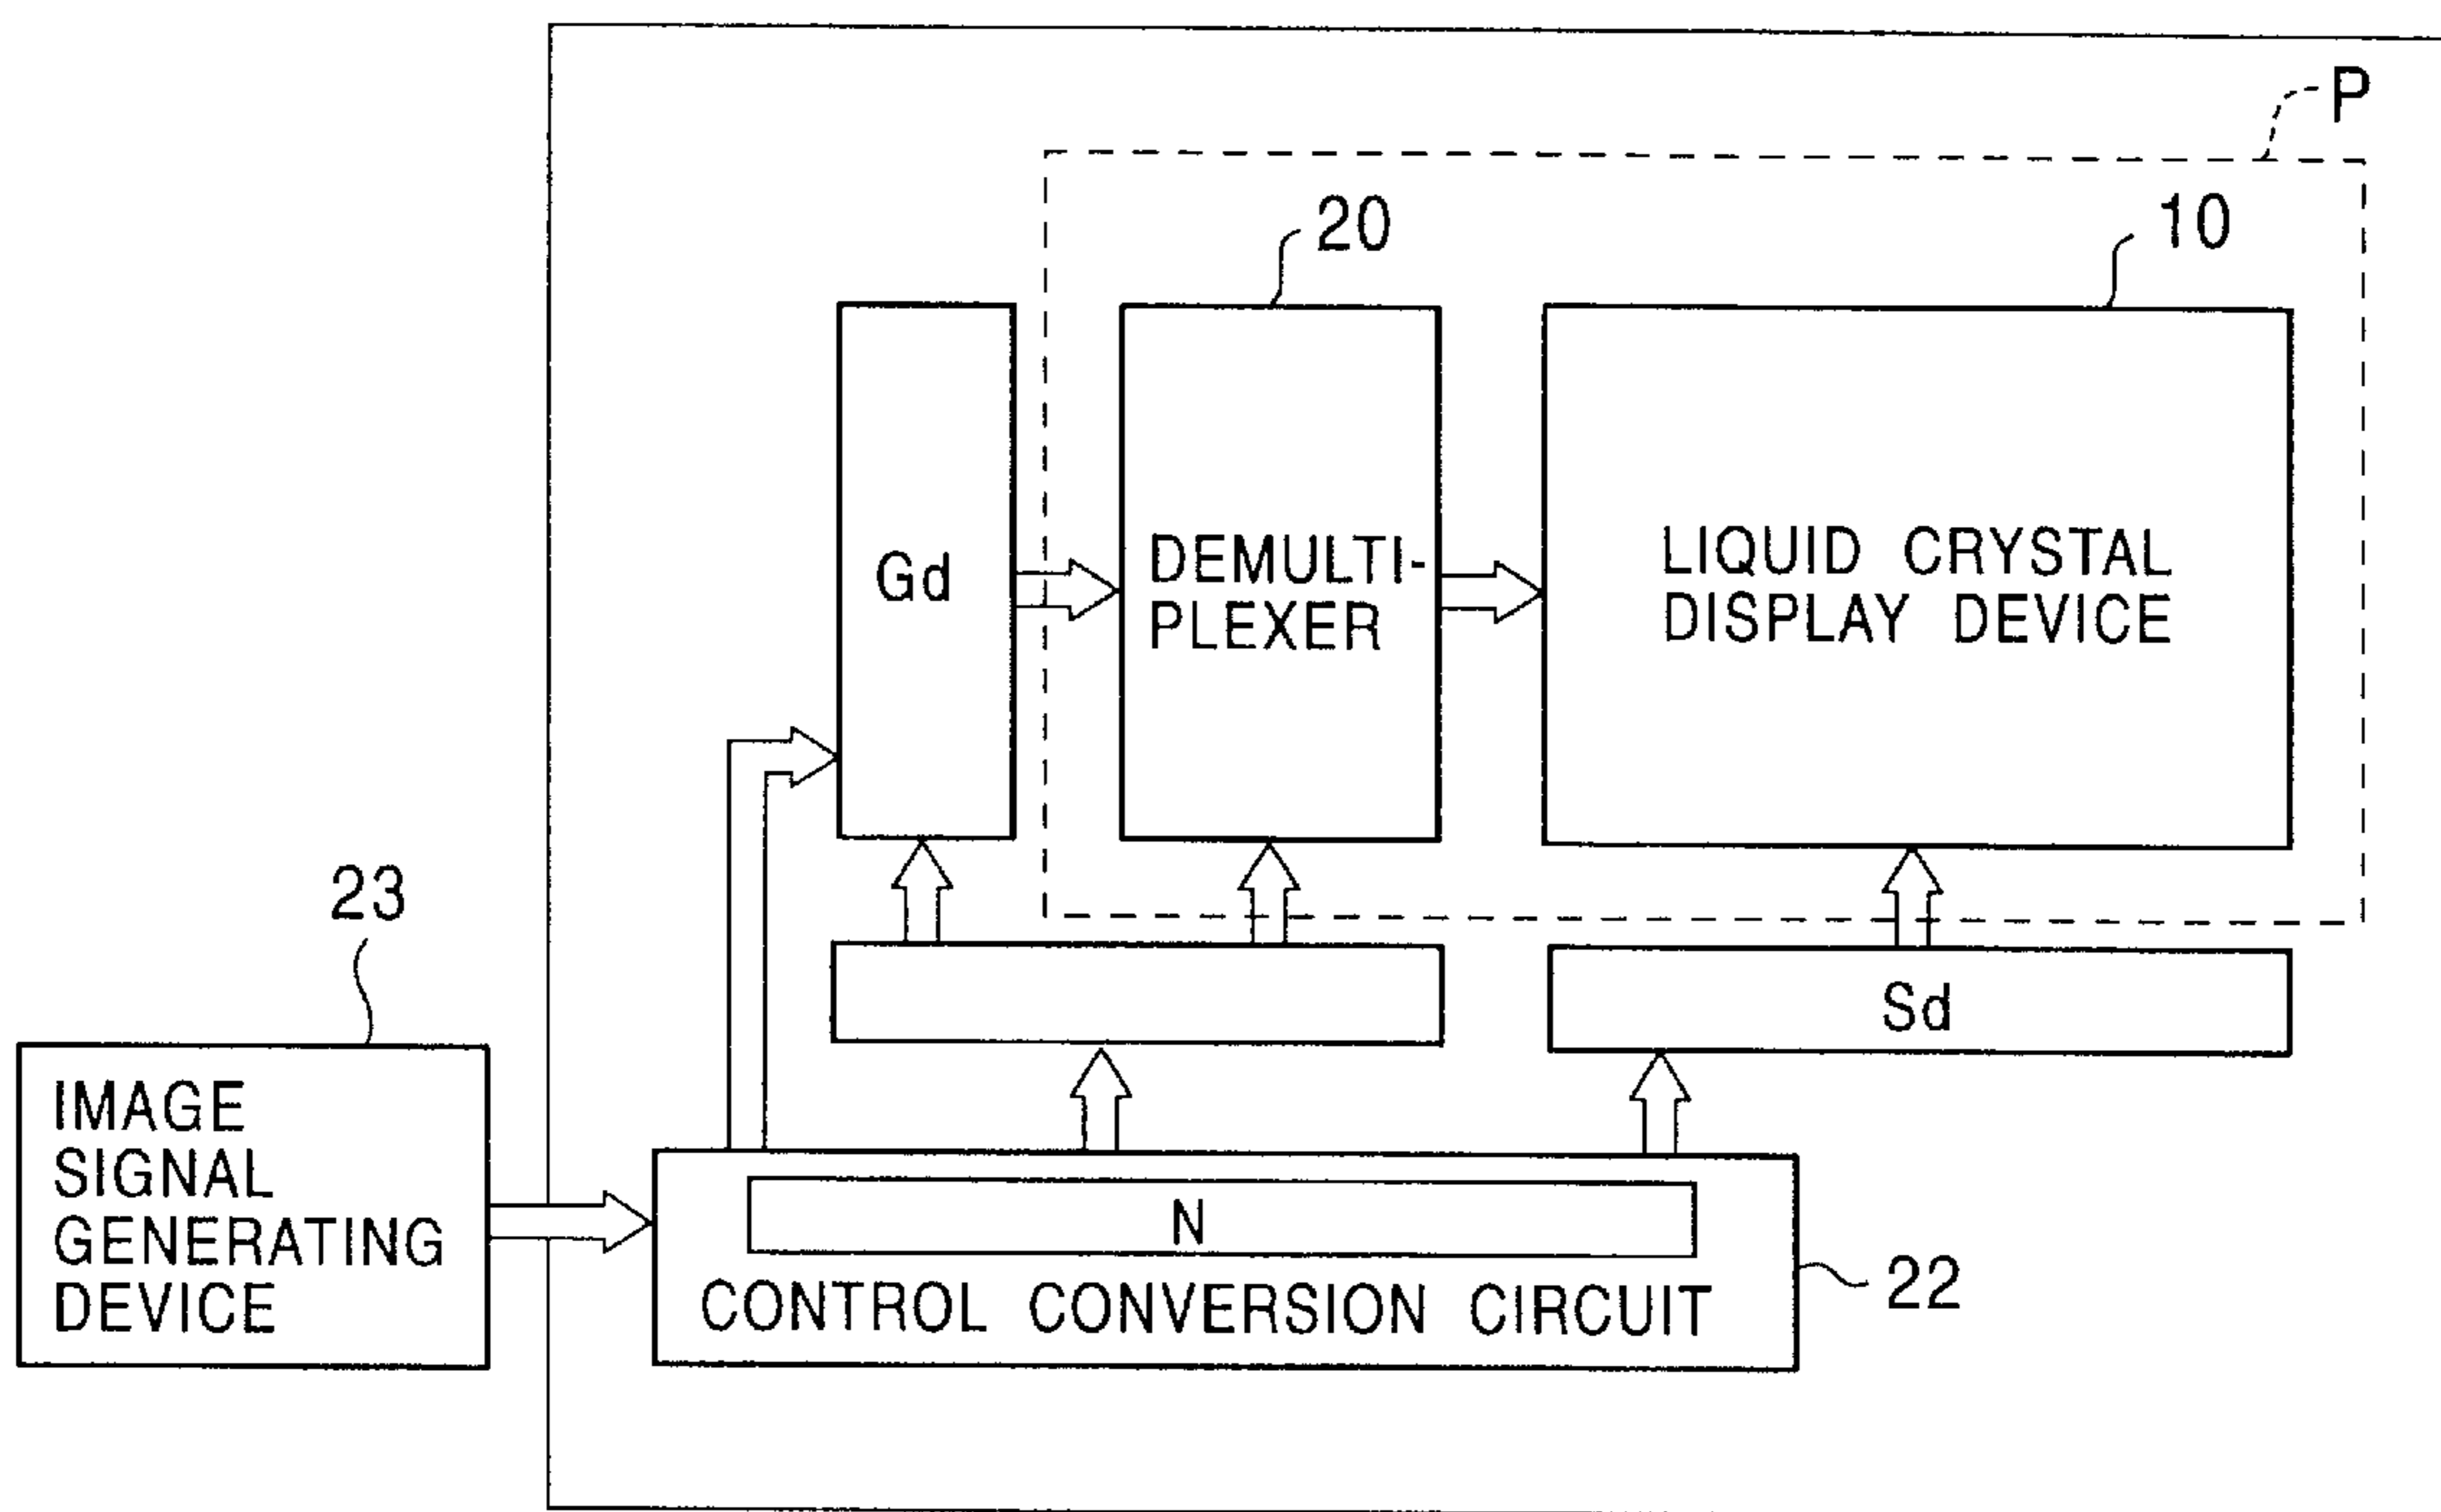 P
20
10
Gd
DEMULTI-
PLEXER
LIQUID CRYSTAL
DISPLAY DEVICE
23
Sd
IMAGE
SIGNAL
GENERATING
DEVICE
N
CONTROL CONVERSION CIRCUIT
22